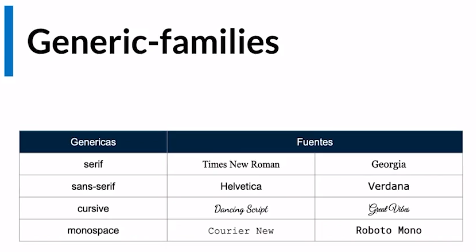 Generic-families
Genericas Fuentes
serif Times New Roman Georgia
sans-serif Helvetica Verdana
cursive Dancing Script Great Vibes
monospace Courier New Roboto Mono